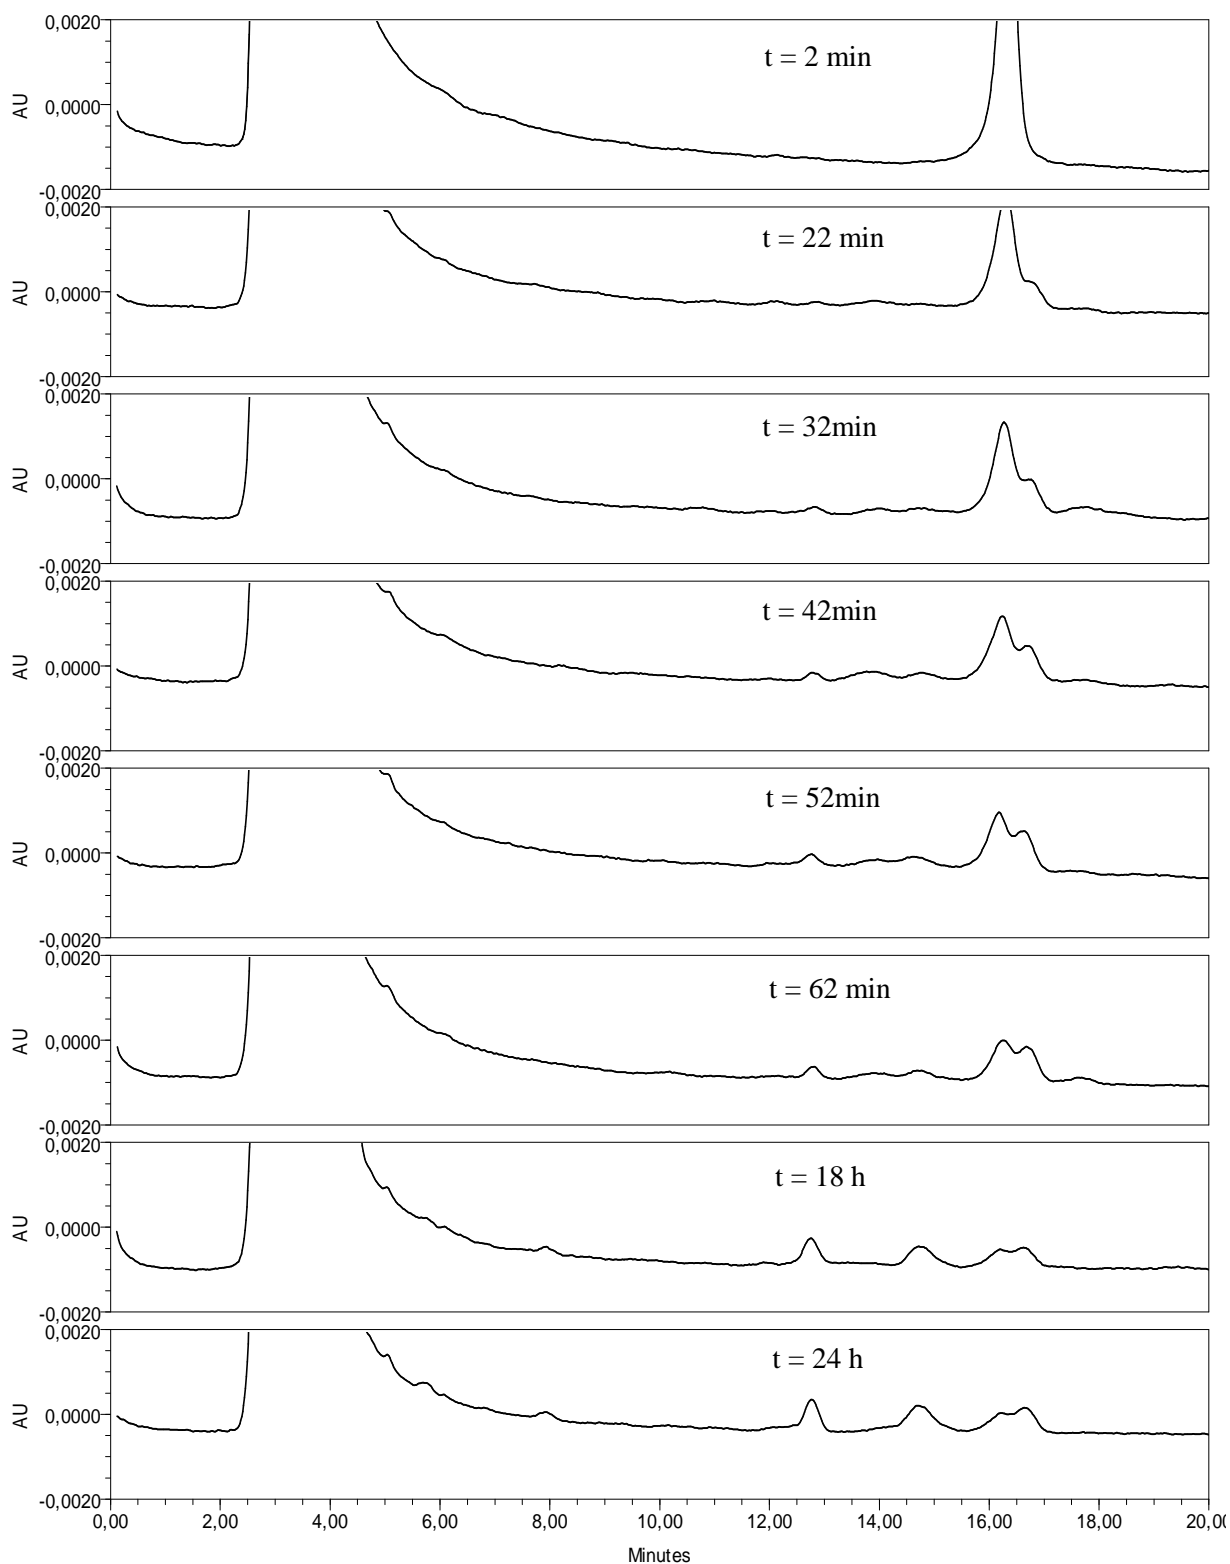 0,0020
t = 2 min
AU
0,0000
-0,0020
0,0020
t = 22 min
AU
0,0000
-0,0020
0,0020
t = 32min
AU
0,0000
-0,0020
0,0020
t = 42min
AU
0,0000
-0,0020
0,0020
t = 52min
AU
0,0000
-0,0020
0,0020
t = 62 min
AU
0,0000
-0,0020
0,0020
t = 18 h
AU
0,0000
-0,0020
0,0020
t = 24 h
AU
0,0000
-0,0020
0,00 2,00 4,00 6,00 8,00 10,00 12,00 14,00 16,00 18,00 20,00
Minutes